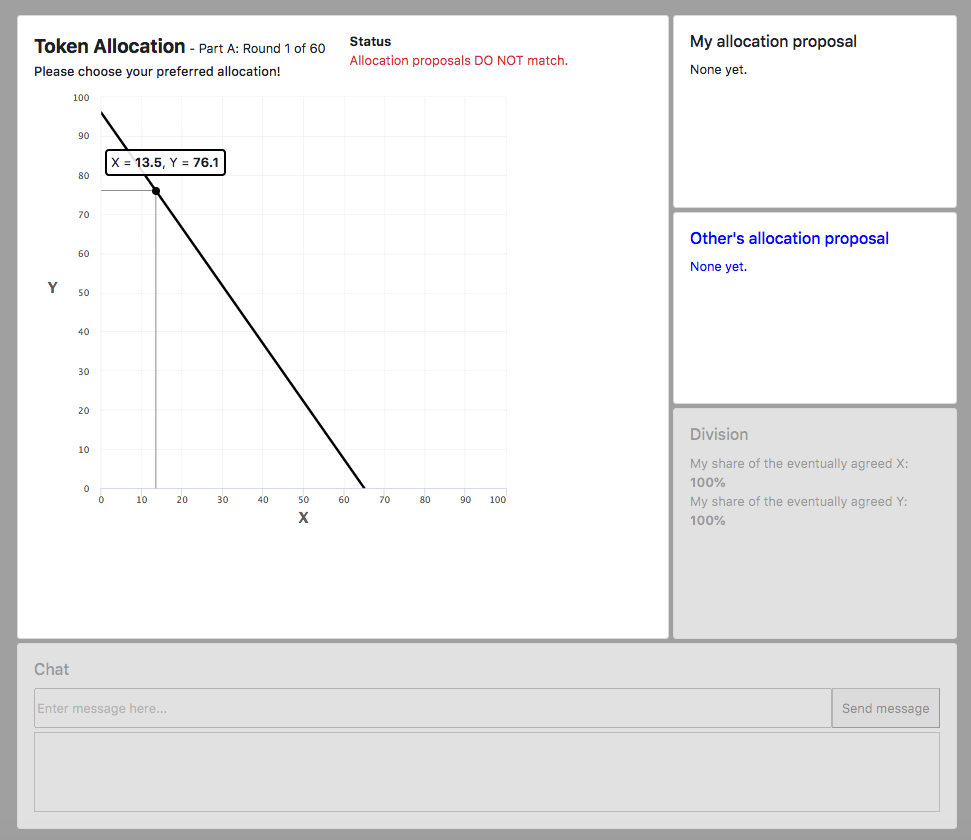 Token Allocation - Part A: Round 1 of 60
Please choose your preferred allocation!
Status
Allocation proposals DO NOT match.
100
90
80
70
60
50
40
30
20
10
0
Y
X = 13.5, Y = 76.1
0 10 20 30 40 50 60 70 80 90 100
X
My allocation proposal
None yet.
Other's allocation proposal
None yet.
Division
My share of the eventually agreed X:
100%
My share of the eventually agreed Y:
100%
Chat
Enter message here...
Send message